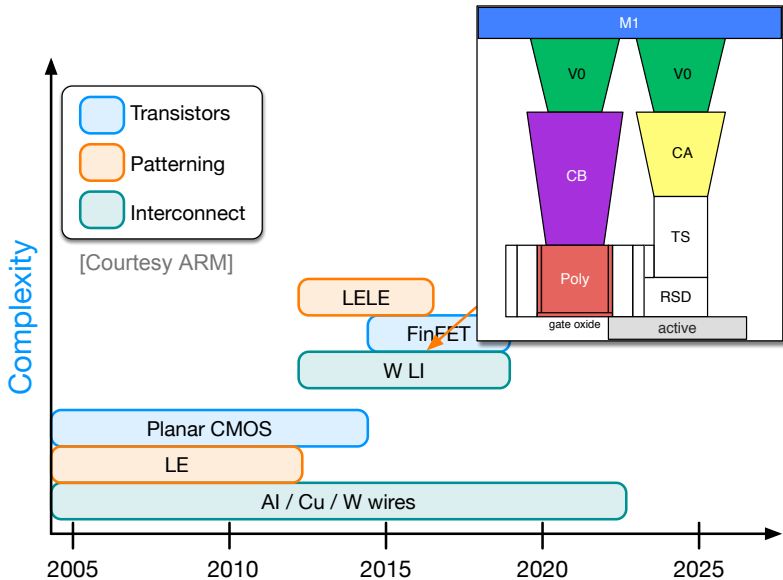 M1
V0 V0
CB CA
TS
Poly RSD
gate oxide active
Transistors
Patterning
Interconnect
[Courtesy ARM]
Complexity
LELE
FinFET
W LI
Planar CMOS
LE
Al / Cu / W wires
2005 2010 2015 2020 2025